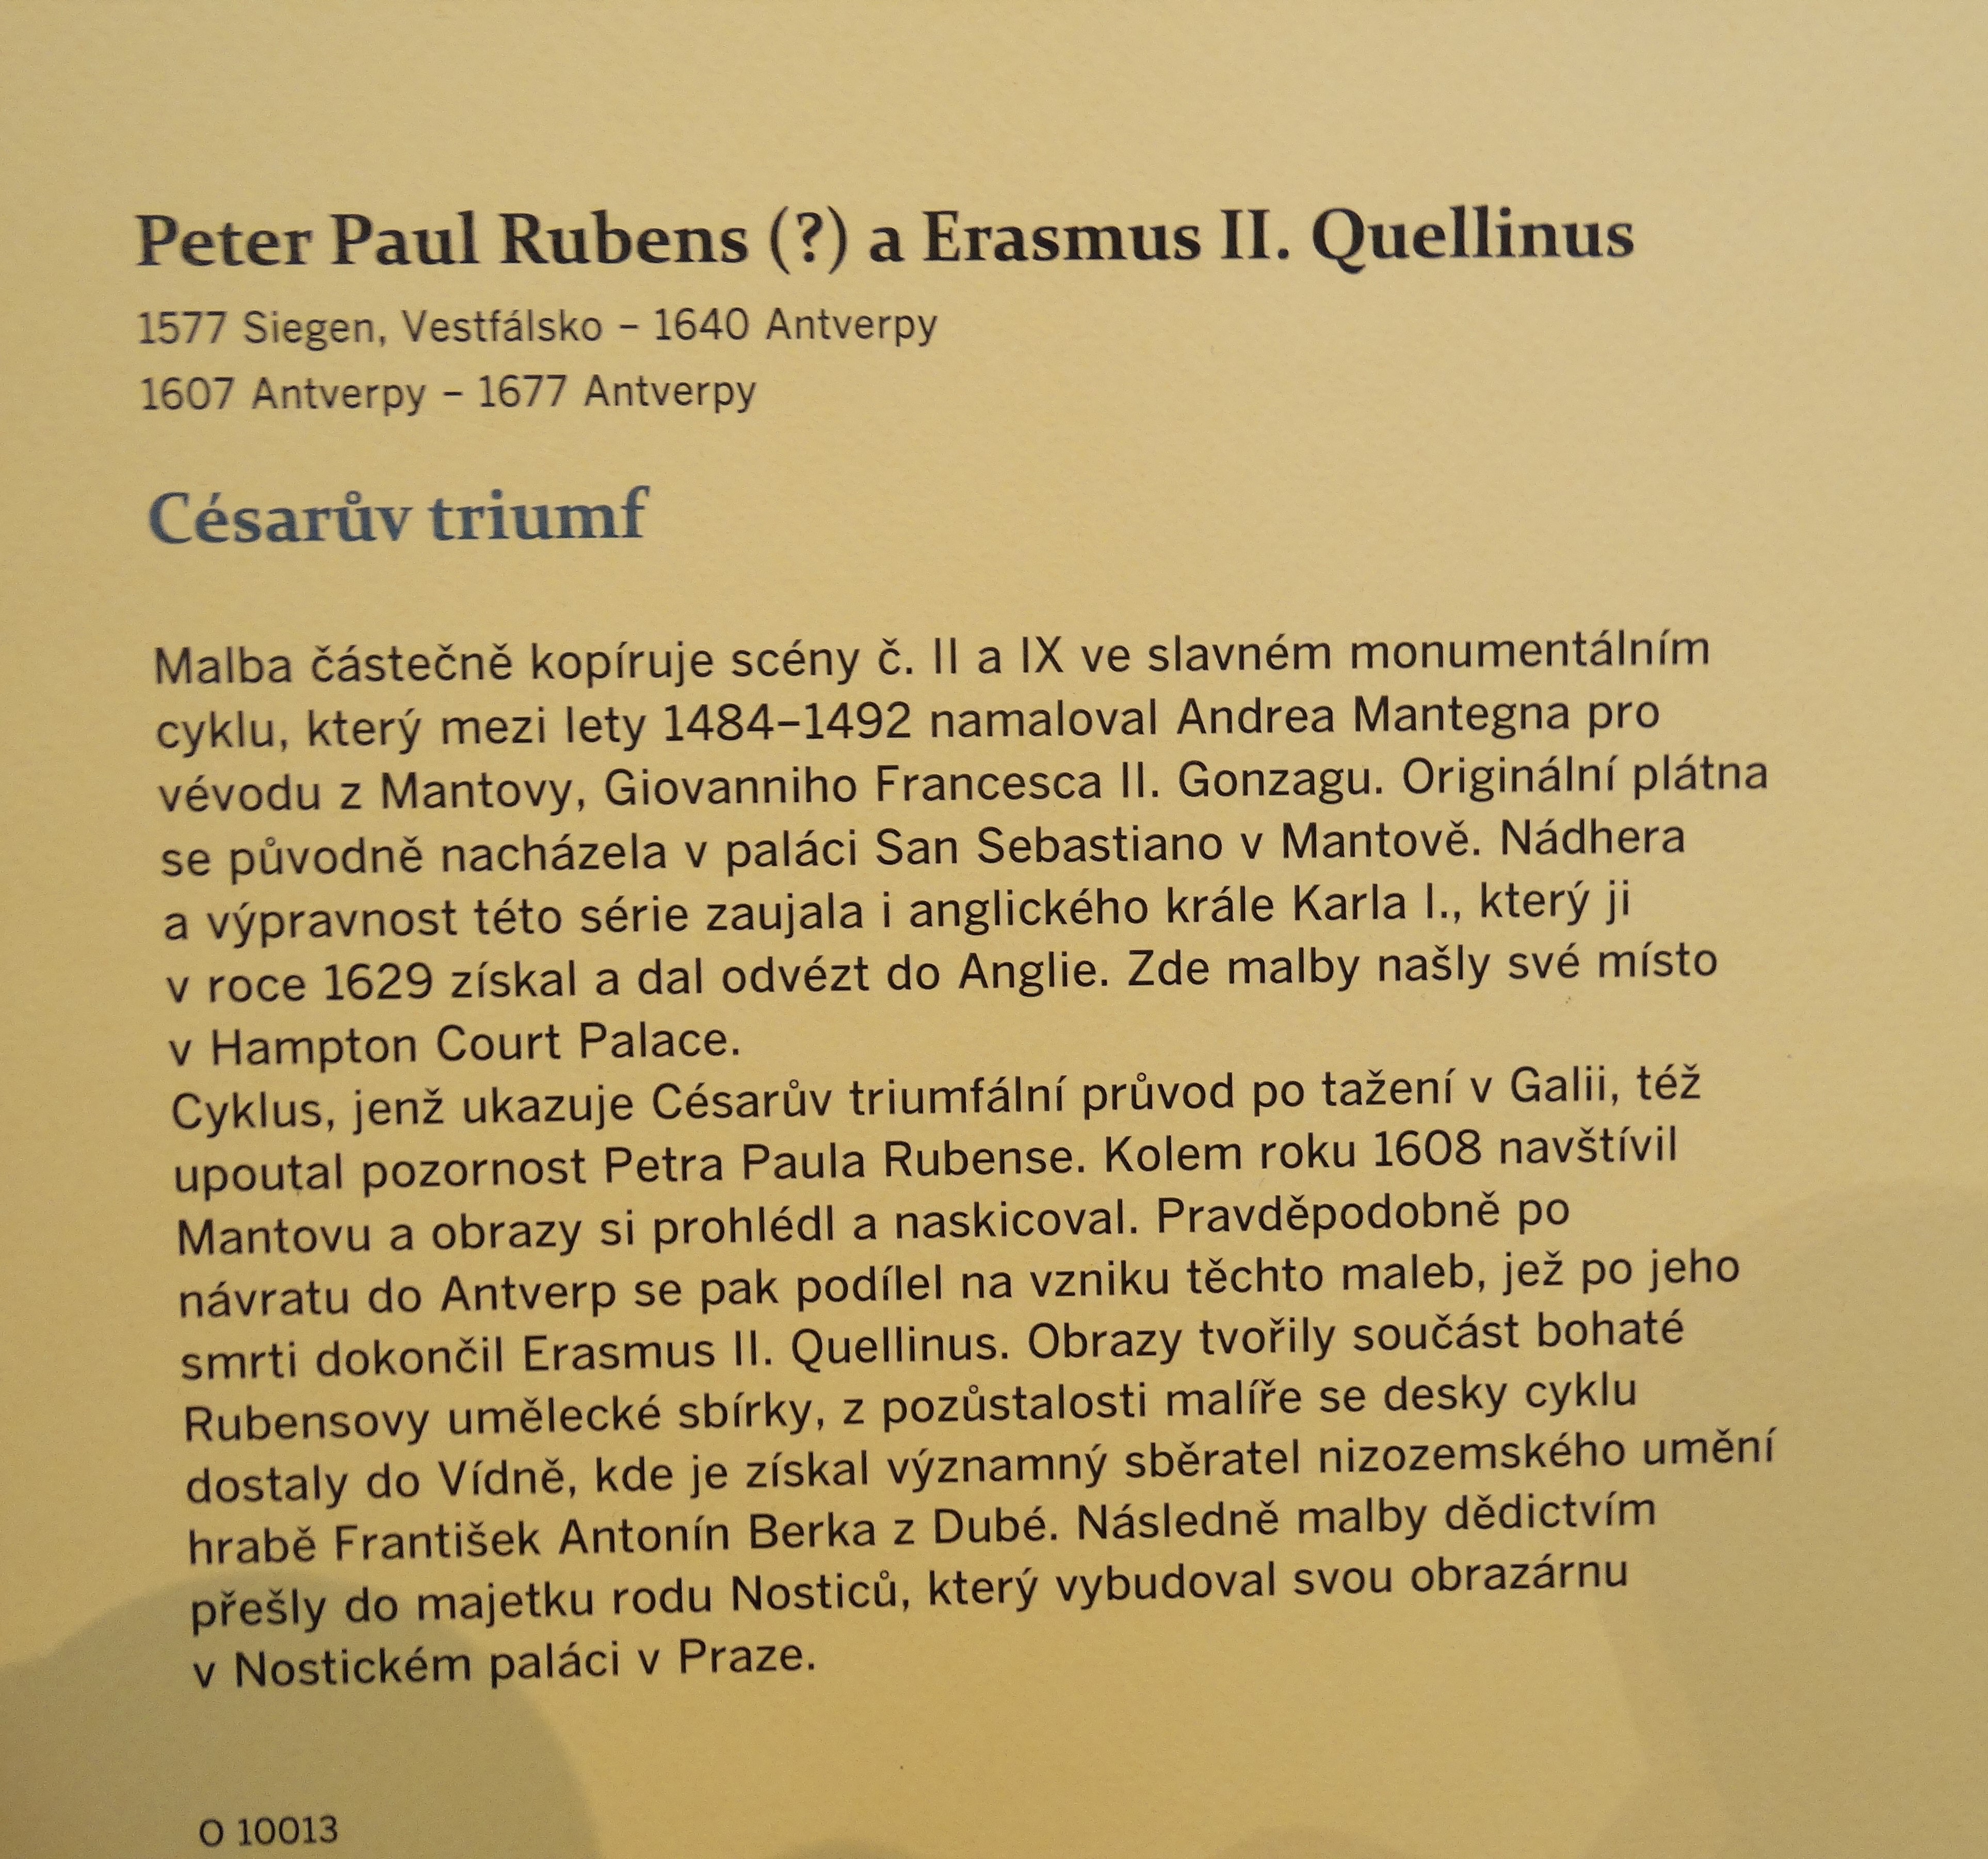 Peter Paul Rubens (?) a Erasmus II. Quellinus
1577 Siegen, Vestfálsko – 1640 Antverpy
1607 Antverpy – 1677 Antverpy
Césarův triumf
Malba částečně kopíruje scény č. II a IX ve slavném monumentálním
cyklu, který mezi lety 1484–1492 namaloval Andrea Mantegna pro
vévodu z Mantovy, Giovanniho Francesca II. Gonzagu. Originální plátna
se původně nacházela v paláci San Sebastiano v Mantově. Nádhera
a výpravnost této série zaujala i anglického krále Karla I., který ji
v roce 1629 získal a dal odvézt do Anglie. Zde malby našly své místo
v Hampton Court Palace.
Cyklus, jenž ukazuje Césarův triumfální průvod po tažení v Galii, též
upoutal pozornost Petra Paula Rubense. Kolem roku 1608 navštívil
Mantovu a obrazy si prohlédl a naskicoval. Pravděpodobně po
návratu do Antverp se pak podílel na vzniku těchto maleb, jež po jeho
smrti dokončil Erasmus II. Quellinus. Obrazy tvořily součást bohaté
Rubensovy umělecké sbírky, z pozůstalosti malíře se desky cyklu
dostaly do Vídně, kde je získal významný sběratel nizozemského umění
hrabě František Antonín Berka z Dubé. Následně malby dědictvím
přešly do majetku rodu Nosticů, který vybudoval svou obrazárnu
v Nostickém paláci v Praze.
O 10013